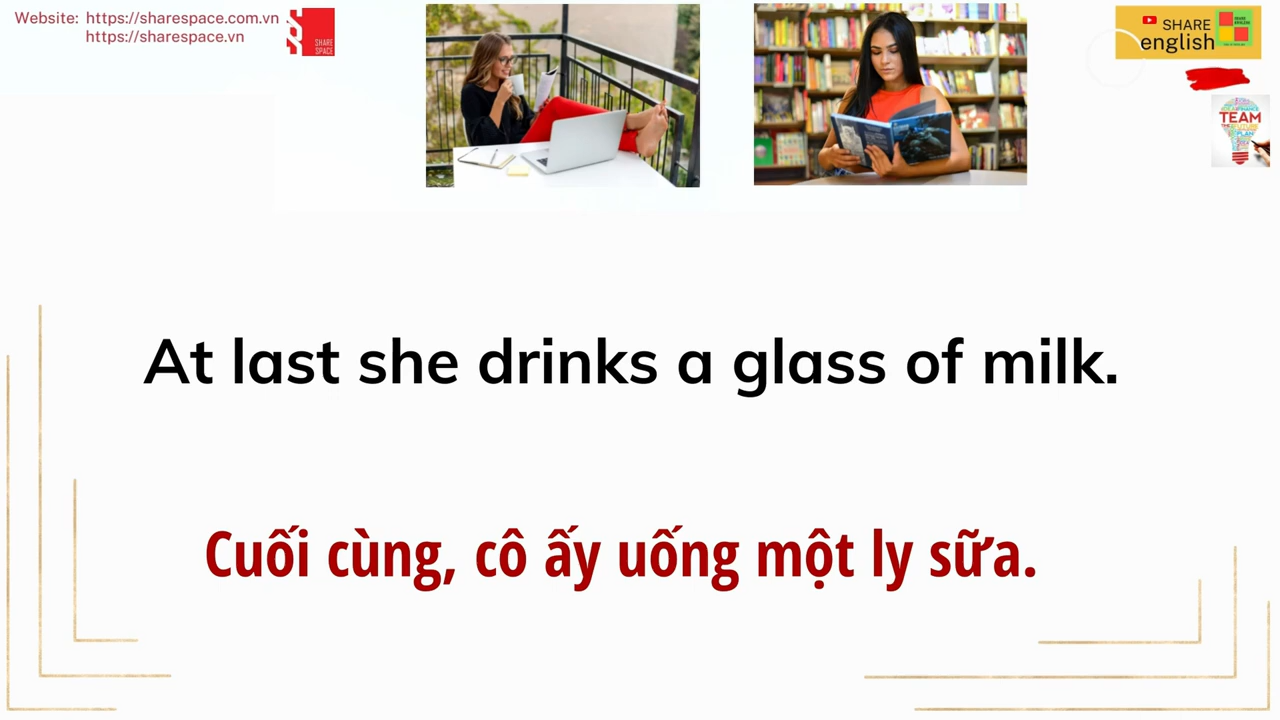 Website: https://sharespace.com.vn
https://sharespace.vn
SHARE
SPACE
SHARE
english
TEAM
PLAN
At last she drinks a glass of milk.
Cuối cùng, cô ấy uống một ly sữa.